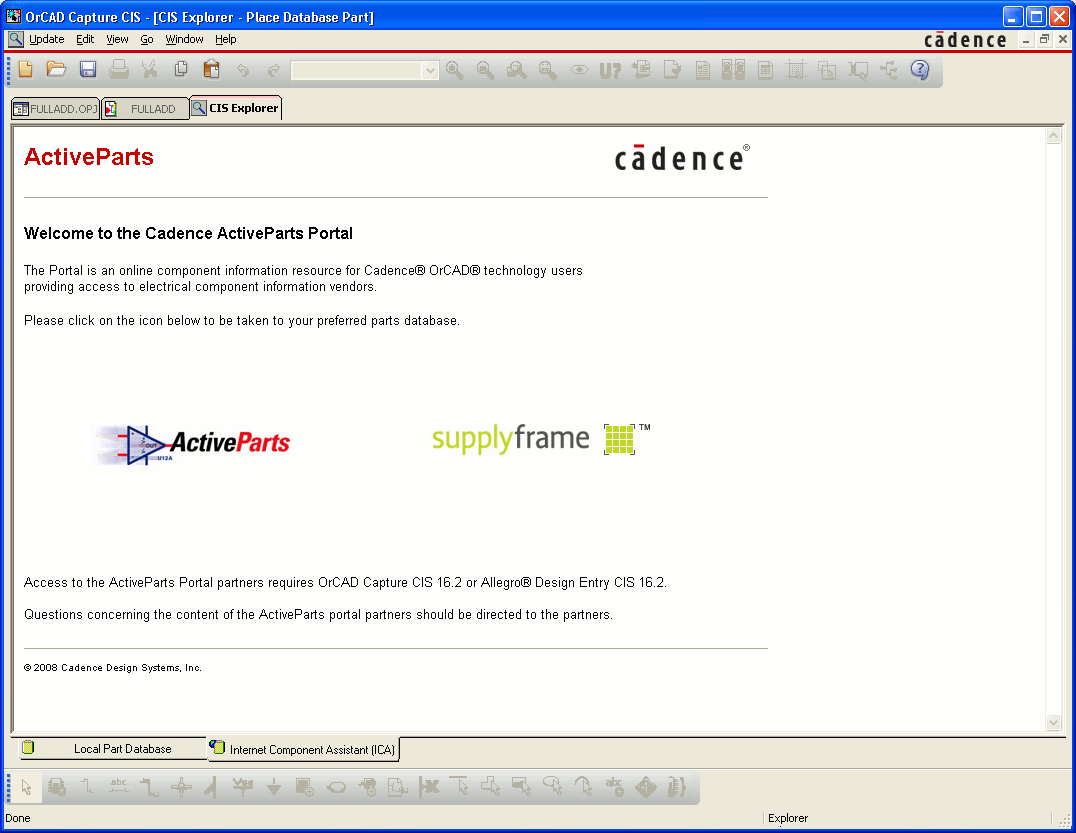 OrCAD Capture CIS - [CIS Explorer - Place Database Part]
Update Edit View Go Window Help
cādence
U?
FULLADD.OPJ FULLADD CIS Explorer
ActiveParts
cādence®
Welcome to the Cadence ActiveParts Portal
The Portal is an online component information resource for Cadence® OrCAD® technology users
providing access to electrical component information vendors.
Please click on the icon below to be taken to your preferred parts database.
OUT
U12A
ActiveParts
supplyframe ™
Access to the ActiveParts Portal partners requires OrCAD Capture CIS 16.2 or Allegro® Design Entry CIS 16.2.
Questions concerning the content of the ActiveParts portal partners should be directed to the partners.
© 2008 Cadence Design Systems, Inc.
Local Part Database Internet Component Assistant (ICA)
abc
abc
Done Explorer